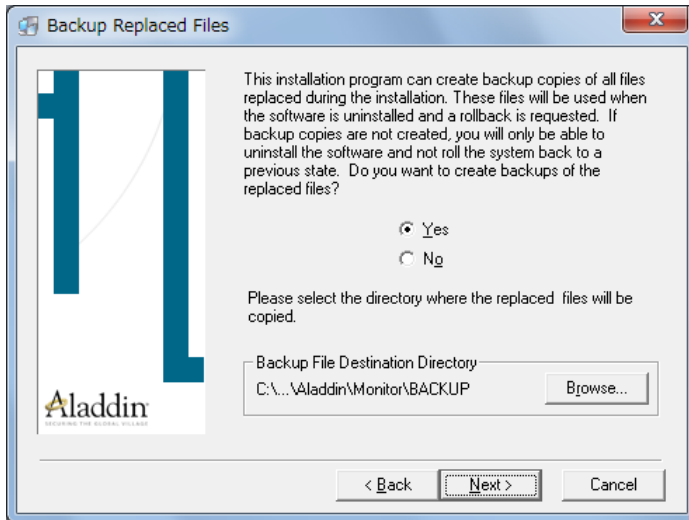 Backup Replaced Files
This installation program can create backup copies of all files
replaced during the installation. These files will be used when
the software is uninstalled and a rollback is requested. If
backup copies are not created, you will only be able to
uninstall the software and not roll the system back to a
previous state. Do you want to create backups of the
replaced files?
Yes
No
Please select the directory where the replaced files will be
copied.
Backup File Destination Directory
C:\...\Aladdin\Monitor\BACKUP
Browse...
Aladdin
SECURING THE GLOBAL VILLAGE
< Back
Next >
Cancel